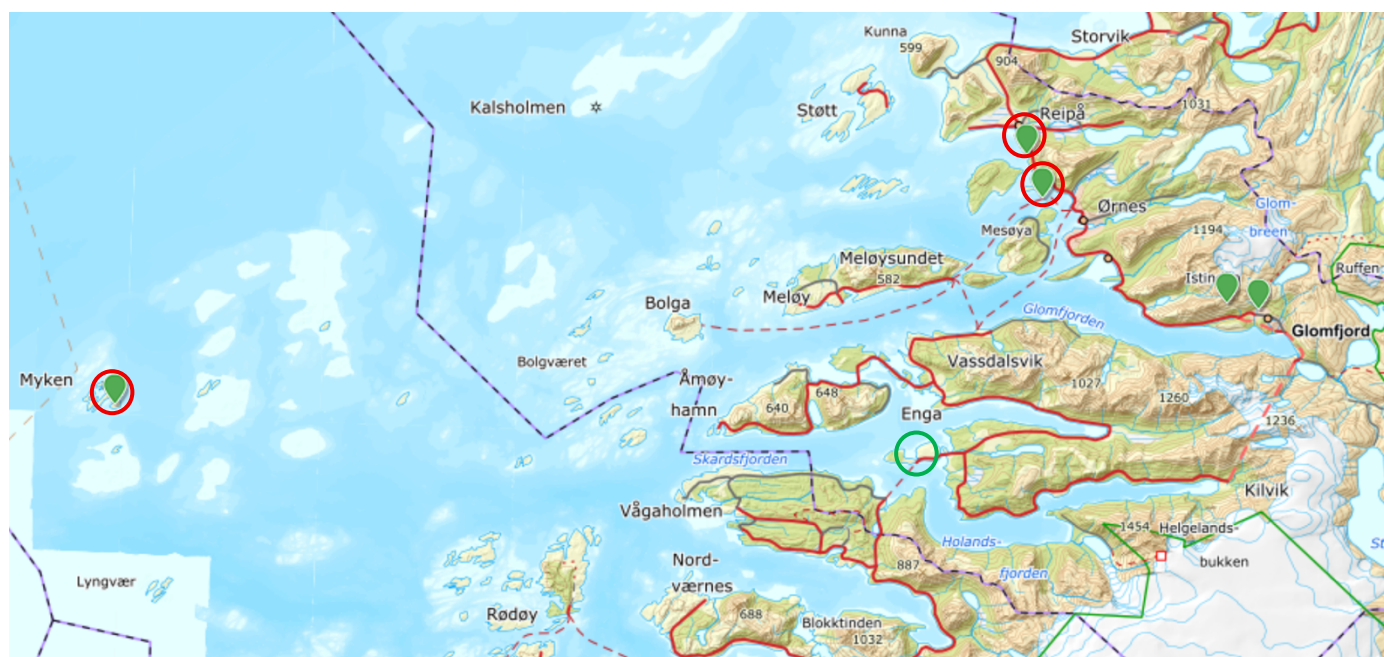 Kunna
599
Storvik
904
Kalsholmen
Støtt
Reipå
1031
Ørnes
Glom-
breen
1194
Mesøya
Meløysundet
582
Istin
Ruffen
Meløy
Bolga
Glomfjorden
Glomfjord
Bolgværet
Vassdalsvik
Myken
Åmøy-
hamn
640
648
1027
1260
Enga
1236
Skardsfjorden
Kilvik
Vågaholmen
1454
Helgelands-
bukken
Holands-
fjorden
887
Nord-
værnes
Lyngvær
Rødøy
688
Blokktinden
1032
St